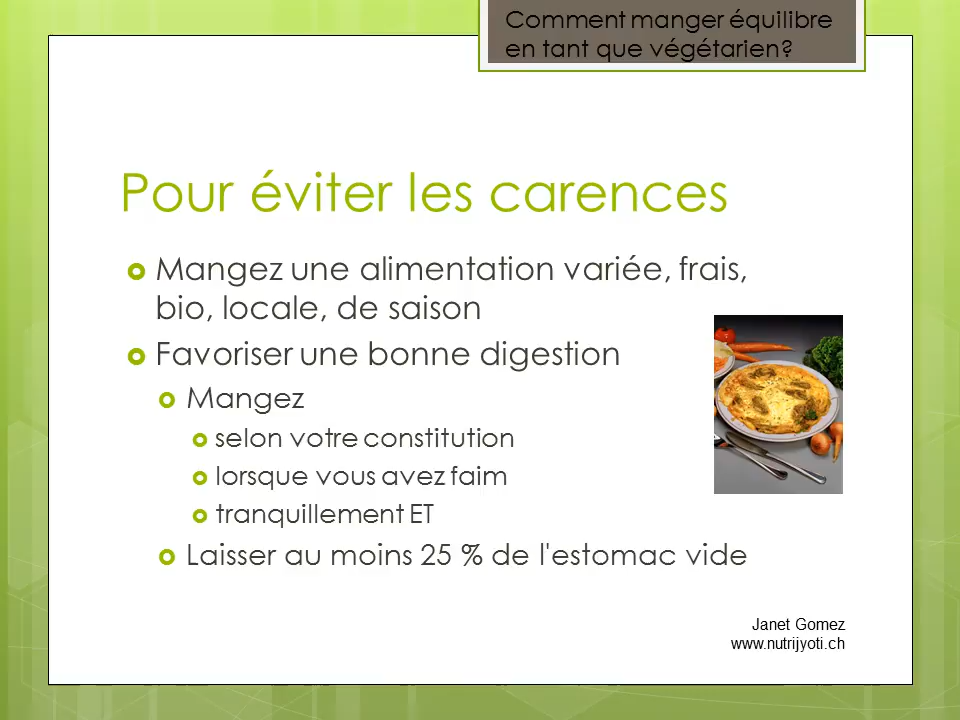 Comment manger équilibre
en tant que végétarien?
Pour éviter les carences
Mangez une alimentation variée, frais,
bio, locale, de saison
Favoriser une bonne digestion
Mangez
selon votre constitution
lorsque vous avez faim
tranquillement ET
Laisser au moins 25 % de l'estomac vide
Janet Gomez
www.nutrijyoti.ch